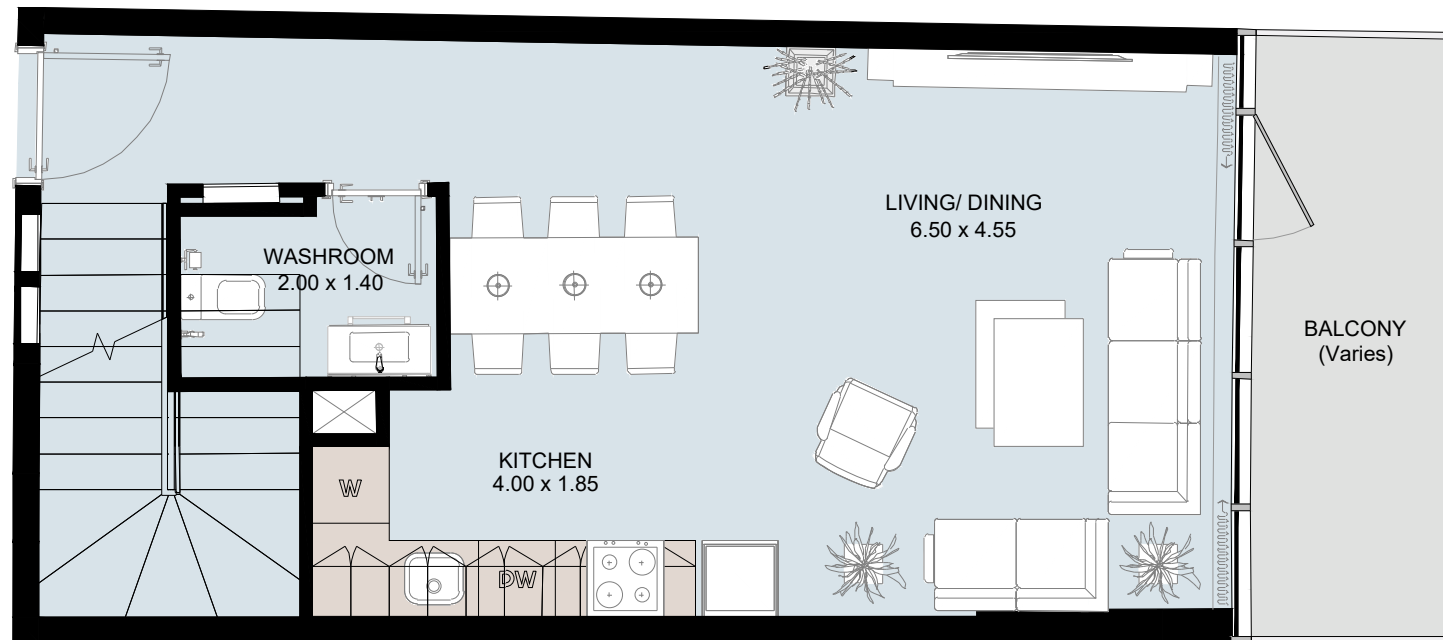 LIVING/ DINING
6.50 x 4.55
WASHROOM
2.00 x 1.40
BALCONY
(Varies)
KITCHEN
4.00 x 1.85
W
DW